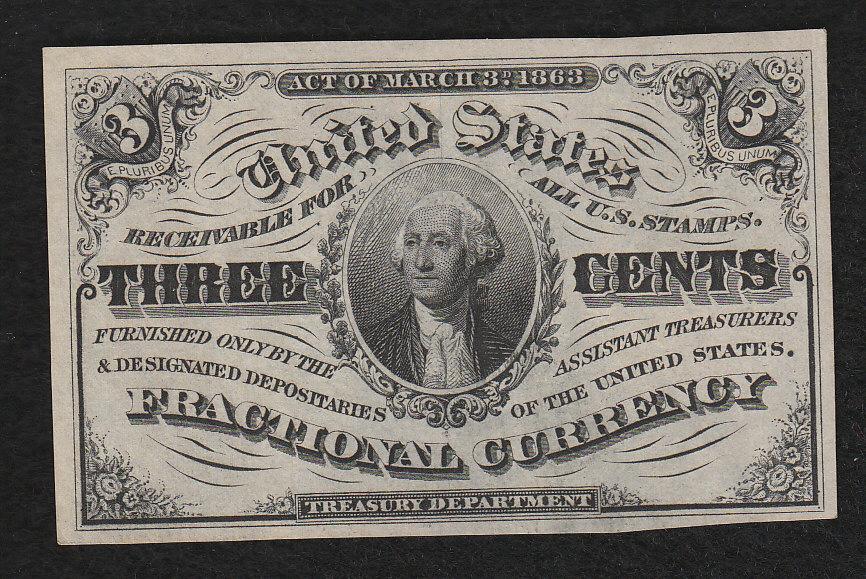 ACT OF MARCH 3D. 1863
3 3
E PLURIBUS UNUM E PLURIBUS UNUM
United States
RECEIVABLE FOR ALL U.S. STAMPS.
THREE CENTS
FURNISHED ONLY BY THE ASSISTANT TREASURERS
& DESIGNATED DEPOSITARIES OF THE UNITED STATES.
FRACTIONAL CURRENCY
TREASURY DEPARTMENT